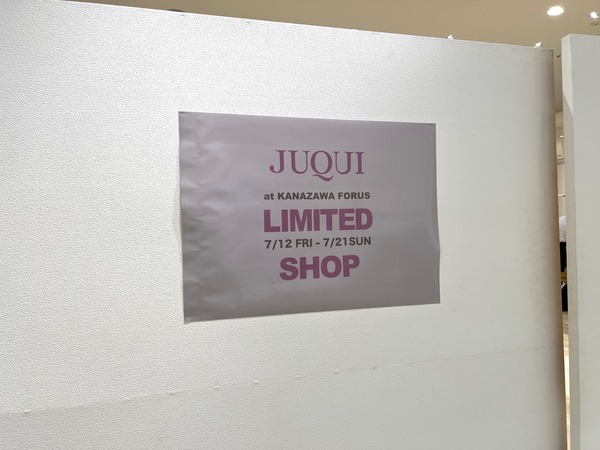 JUQUI
at KANAZAWA FORUS
LIMITED
7/12 FRI - 7/21SUN
SHOP